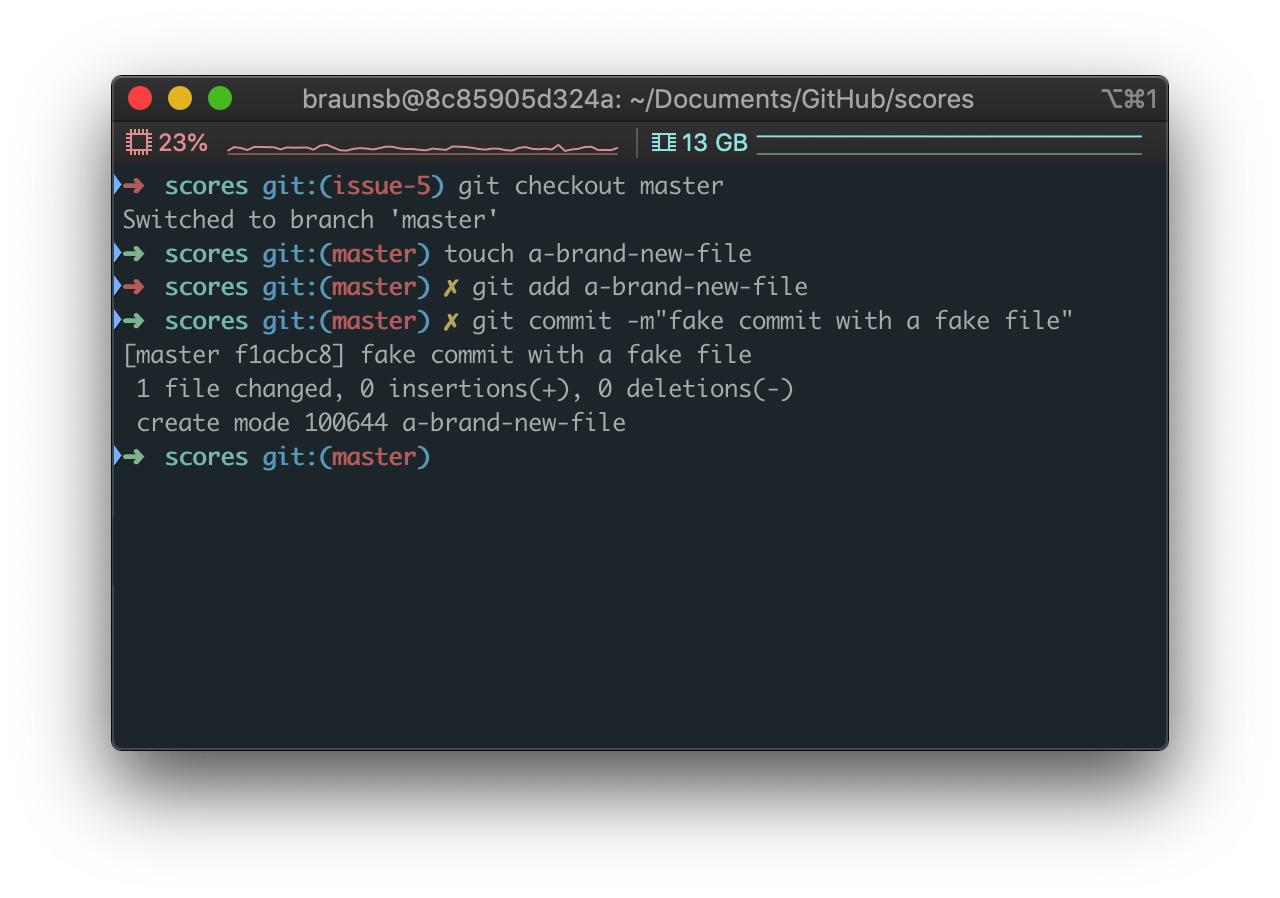 braunsb@8c85905d324a: ~/Documents/GitHub/scores ⌥⌘1
23% 13 GB
➜ scores git:(issue-5) git checkout master
Switched to branch 'master'
➜ scores git:(master) touch a-brand-new-file
➜ scores git:(master) ✗ git add a-brand-new-file
➜ scores git:(master) ✗ git commit -m"fake commit with a fake file"
[master f1acbc8] fake commit with a fake file
1 file changed, 0 insertions(+), 0 deletions(-)
create mode 100644 a-brand-new-file
➜ scores git:(master)